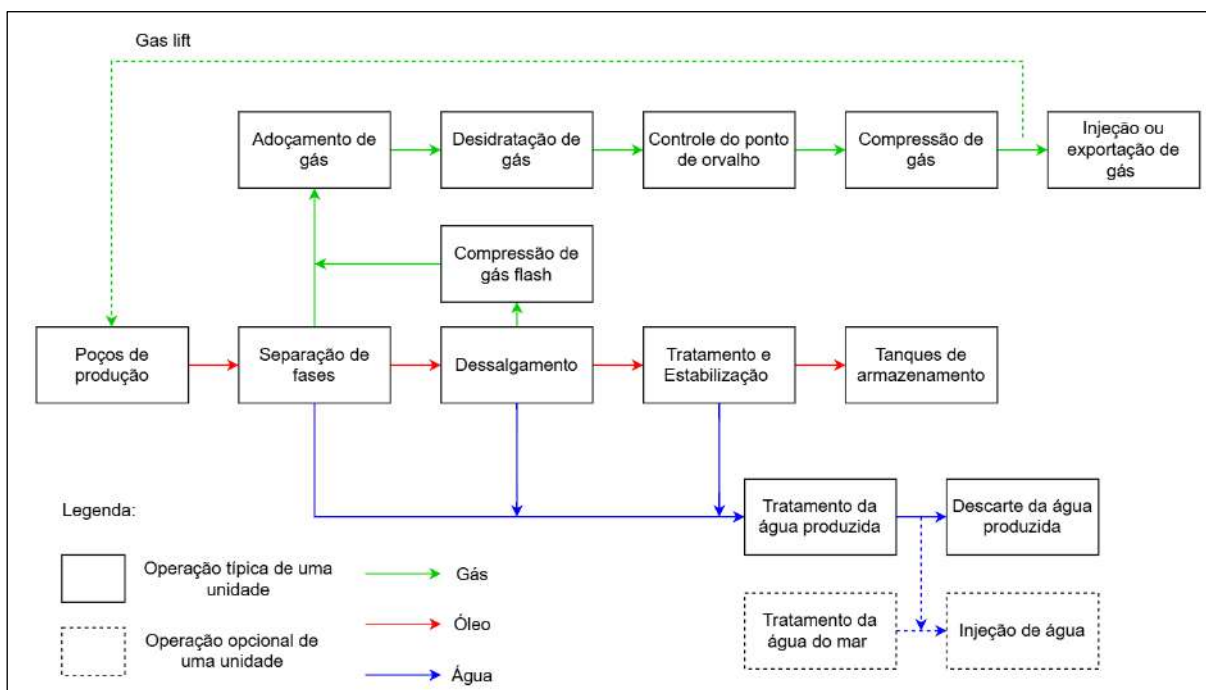 Gas lift
Adoçamento de
gás
Desidratação de
gás
Controle do ponto
de orvalho
Compressão de
gás
Injeção ou
exportação de
gás
Compressão de
gás flash
Poços de
produção
Separação de
fases
Dessalgamento
Tratamento e
Estabilização
Tanques de
armazenamento
Tratamento da
água produzida
Descarte da água
produzida
Tratamento da
água do mar
Injeção de água
Legenda:
Operação típica de uma
unidade
Operação opcional de
uma unidade
Gás
Óleo
Água